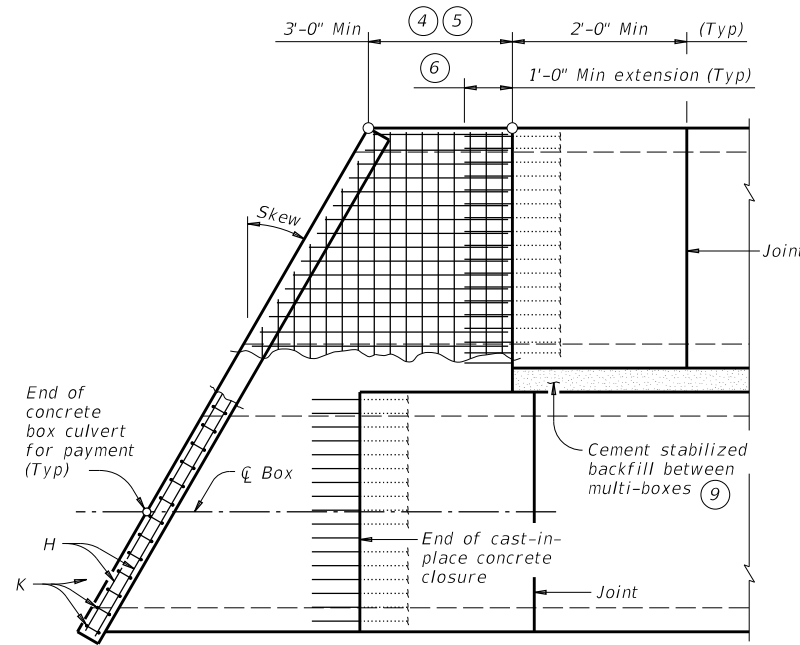 3'-0" Min
4 5
2'-0" Min
(Typ)
6
1'-0" Min extension (Typ)
Skew
Joint
End of
concrete
box culvert
for payment
(Typ)
℄ Box
Cement stabilized
backfill between
multi-boxes 9
H
End of cast-in-
place concrete
closure
K
Joint